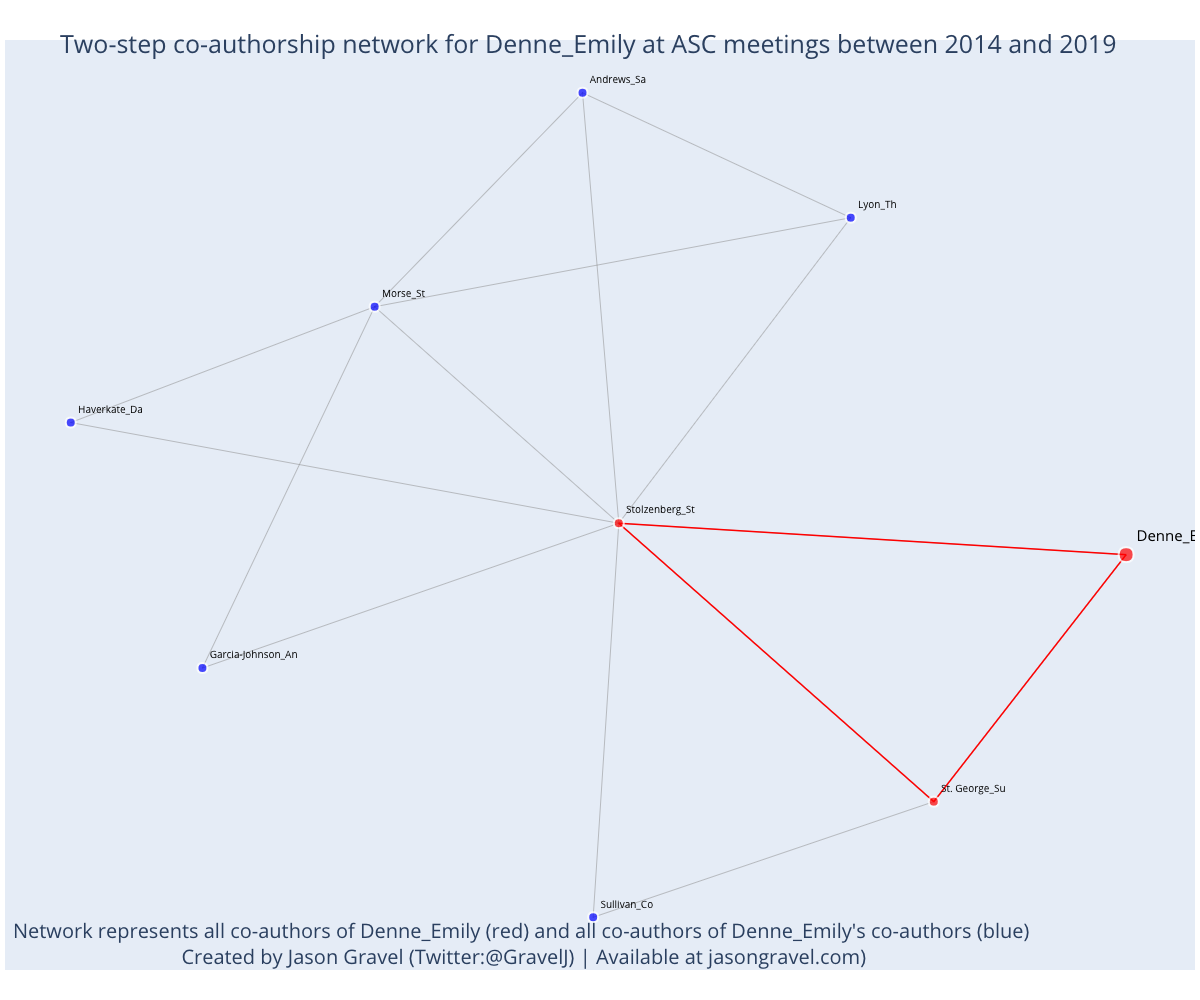 Two-step co-authorship network for Denne_Emily at ASC meetings between 2014 and 2019
Andrews_Sa
Lyon_Th
Morse_St
Haverkate_Da
Stolzenberg_St
Denne_E
Garcia-Johnson_An
St. George_Su
Sullivan_Co
Network represents all co-authors of Denne_Emily (red) and all co-authors of Denne_Emily's co-authors (blue)
Created by Jason Gravel (Twitter:@GravelJ) | Available at jasongravel.com)